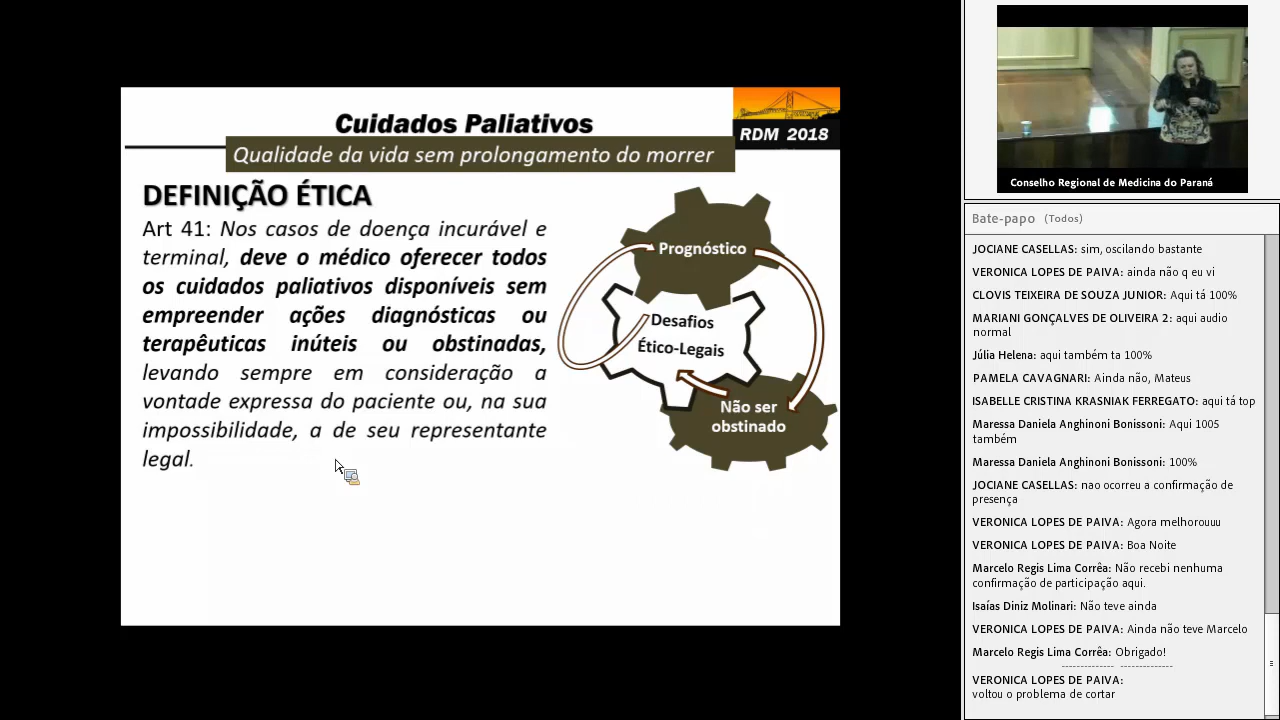 Cuidados Paliativos
RDM 2018
Qualidade da vida sem prolongamento do morrer
DEFINIÇÃO ÉTICA
Art 41: Nos casos de doença incurável e
terminal, deve o médico oferecer todos
os cuidados paliativos disponíveis sem
empreender ações diagnósticas ou
terapêuticas inúteis ou obstinadas,
levando sempre em consideração a
vontade expressa do paciente ou, na sua
impossibilidade, a de seu representante
legal.
Prognóstico
Desafios
Ético-Legais
Não ser
obstinado
Conselho Regional de Medicina do Paraná
Bate-papo (Todos)
JOCIANE CASELLAS: sim, oscilando bastante
VERONICA LOPES DE PAIVA: ainda não q eu vi
CLOVIS TEIXEIRA DE SOUZA JUNIOR: Aqui tá 100%
MARIANI GONÇALVES DE OLIVEIRA 2: aqui audio
normal
Júlia Helena: aqui também ta 100%
PAMELA CAVAGNARI: Ainda não, Mateus
ISABELLE CRISTINA KRASNIAK FERREGATO: aqui tá top
Maressa Daniela Anghinoni Bonissoni: Aqui 1005
também
Maressa Daniela Anghinoni Bonissoni: 100%
JOCIANE CASELLAS: nao ocorreu a confirmação de
presença
VERONICA LOPES DE PAIVA: Agora melhorouuu
VERONICA LOPES DE PAIVA: Boa Noite
Marcelo Regis Lima Corrêa: Não recebi nenhuma
confirmação de participação aqui.
Isaías Diniz Molinari: Não teve ainda
VERONICA LOPES DE PAIVA: Ainda não teve Marcelo
Marcelo Regis Lima Corrêa: Obrigado!
-------------- --------------
VERONICA LOPES DE PAIVA:
voltou o problema de cortar